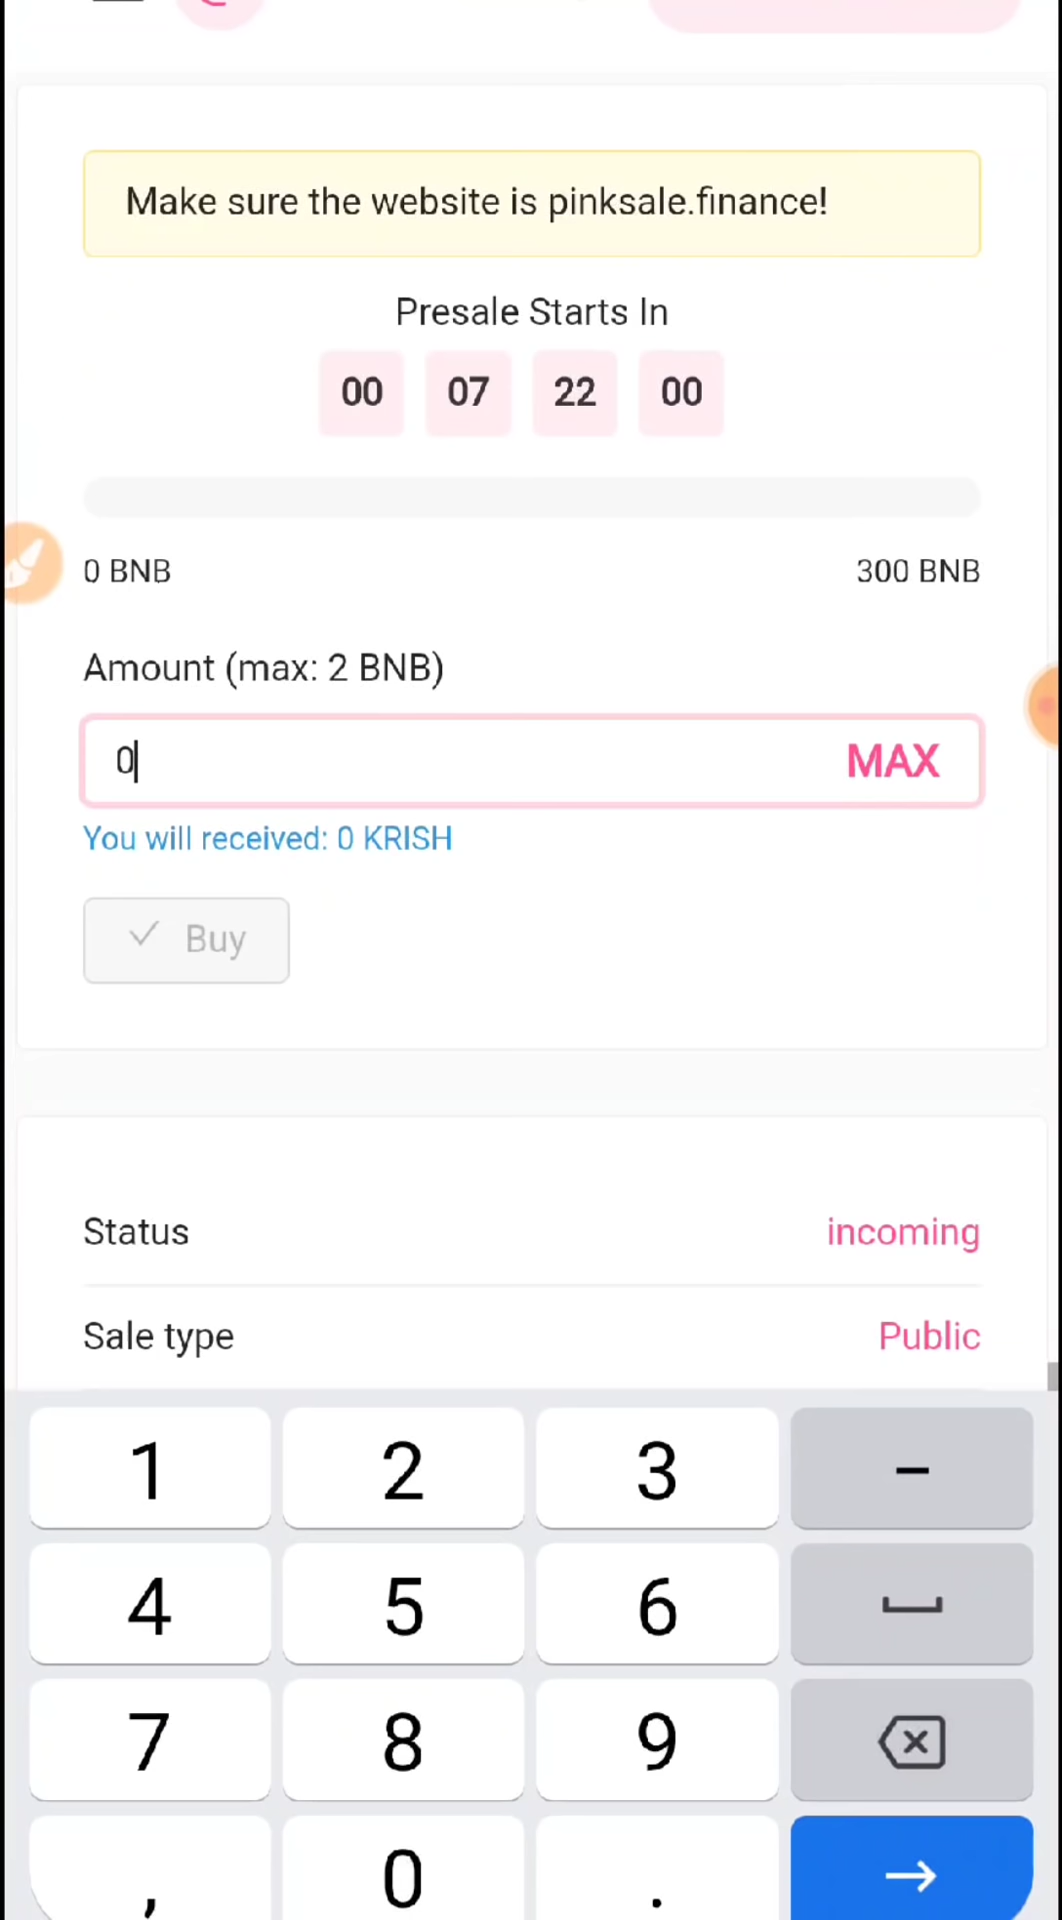 Make sure the website is pinksale.finance!
Presale Starts In
00 07 22 00
0 BNB 300 BNB
Amount (max: 2 BNB)
0 MAX
You will received: 0 KRISH
Buy
Status incoming
Sale type Public
1 2 3 –
4 5 6
7 8 9
, 0 .